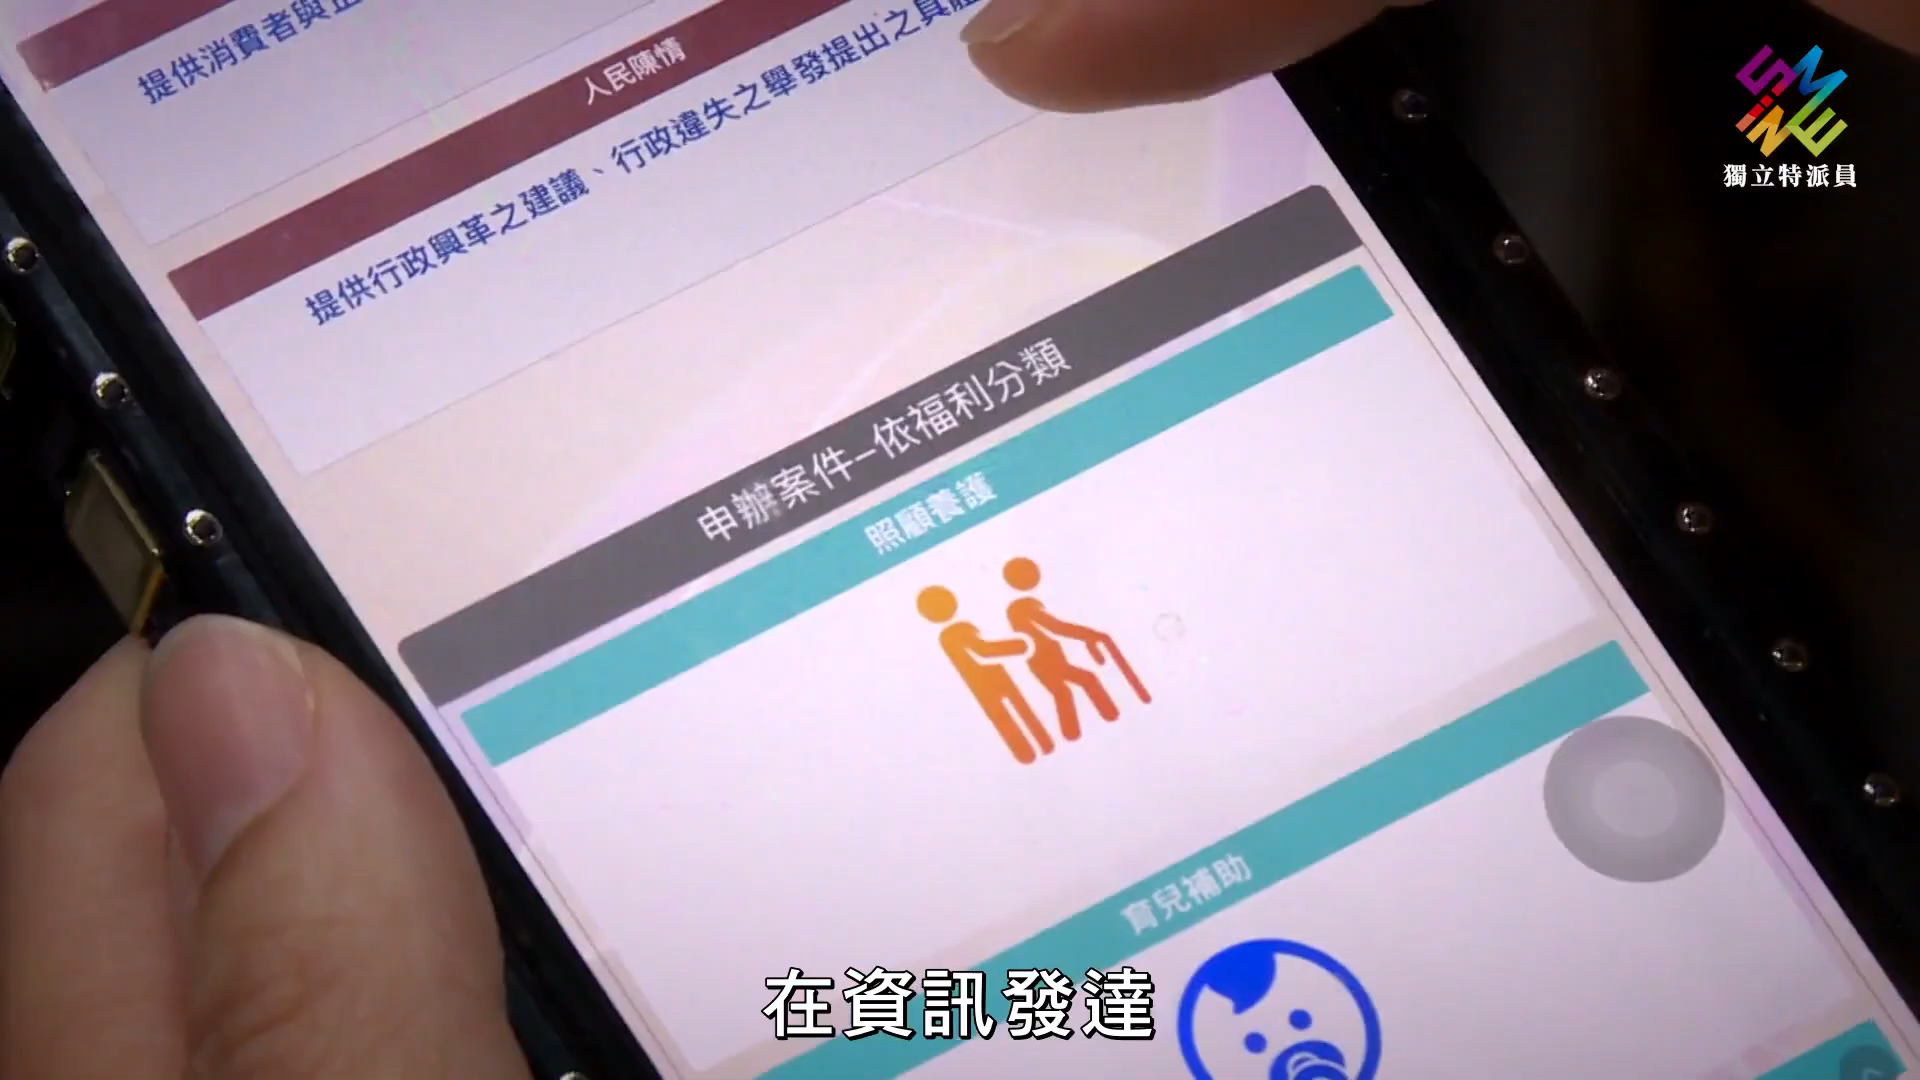 提供消費者與企
人民陳情
提供行政興革之建議、行政違失之舉發提出之具體
申辦案件-依福利分類
照顧養護
育兒補助
在資訊發達
獨立特派員